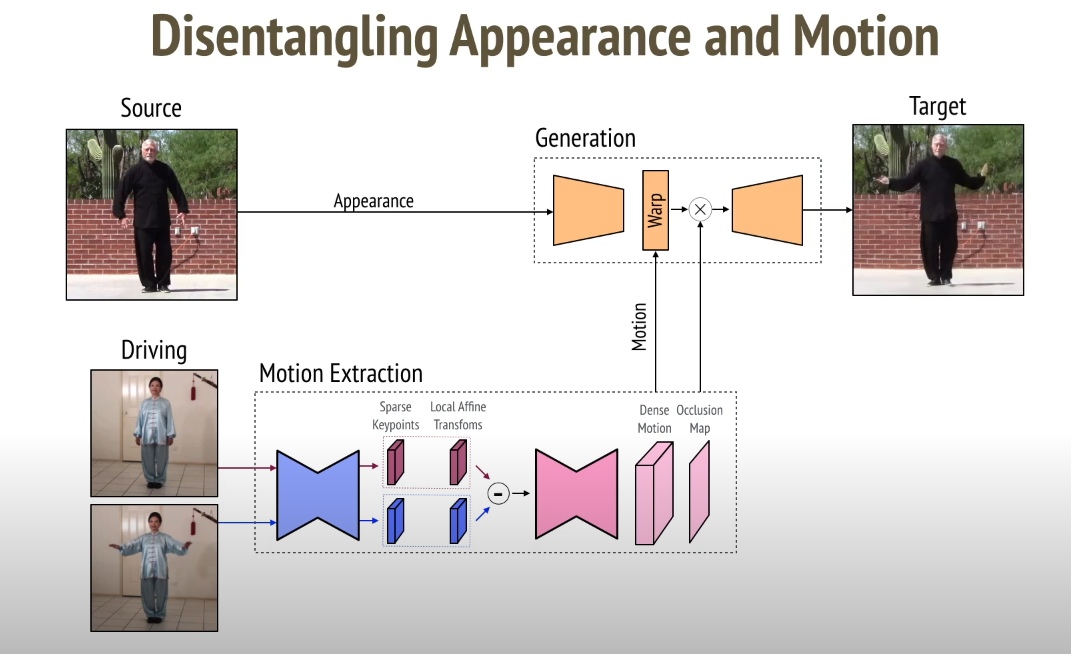 Disentangling Appearance and Motion
Source
Target
Generation
Appearance
Warp
×
Motion
Driving
Motion Extraction
Sparse
Keypoints
Local Affine
Transfoms
Dense
Motion
Occlusion
Map
-